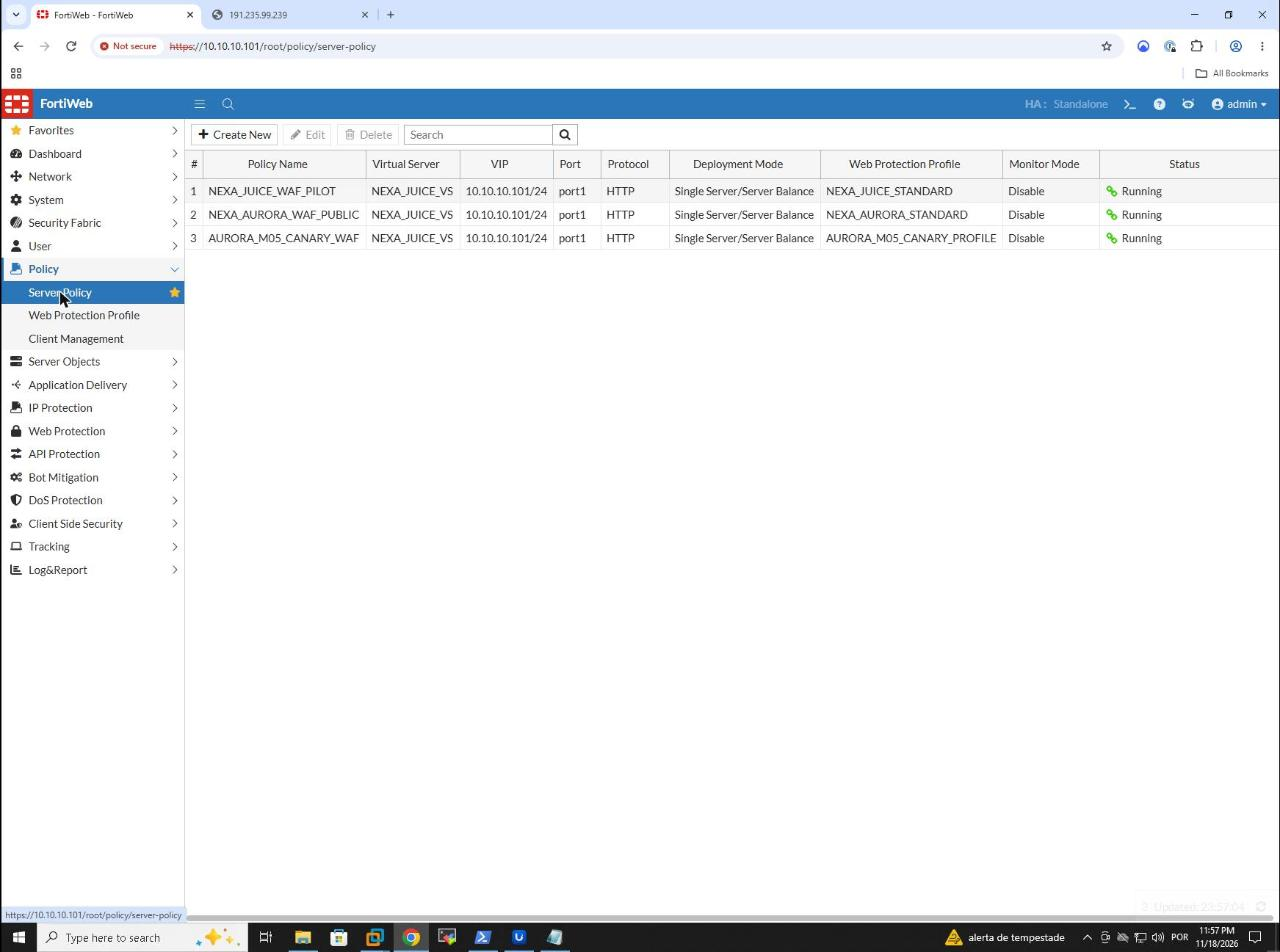 FortiWeb - FortiWeb
191.235.99.239
Not secure https://10.10.10.101/root/policy/server-policy
All Bookmarks
FortiWeb
HA : Standalone
admin
Favorites
Dashboard
Network
System
Security Fabric
User
Policy
Server Policy
Web Protection Profile
Client Management
Server Objects
Application Delivery
IP Protection
Web Protection
API Protection
Bot Mitigation
DoS Protection
Client Side Security
Tracking
Log&Report
Create New Edit Delete Search
# Policy Name Virtual Server VIP Port Protocol Deployment Mode Web Protection Profile Monitor Mode Status
1 NEXA_JUICE_WAF_PILOT NEXA_JUICE_VS 10.10.10.101/24 port1 HTTP Single Server/Server Balance NEXA_JUICE_STANDARD Disable Running
2 NEXA_AURORA_WAF_PUBLIC NEXA_JUICE_VS 10.10.10.101/24 port1 HTTP Single Server/Server Balance NEXA_AURORA_STANDARD Disable Running
3 AURORA_M05_CANARY_WAF NEXA_JUICE_VS 10.10.10.101/24 port1 HTTP Single Server/Server Balance AURORA_M05_CANARY_PROFILE Disable Running
3 Updated: 23:57:04
https://10.10.10.101/root/policy/server-policy
Type here to search
alerta de tempestade
POR
11:57 PM
11/18/2026